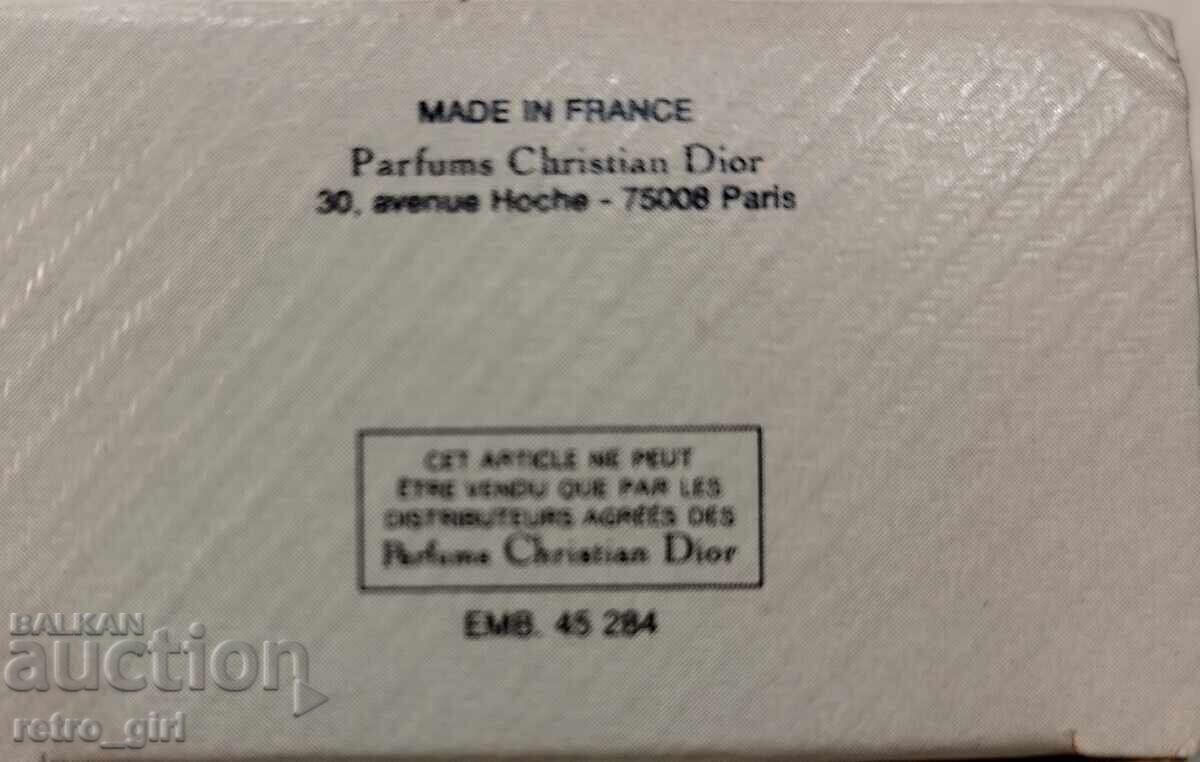 MADE IN FRANCE
Parfums Christian Dior
30, avenue Hoche - 75008 Paris
CET ARTICLE NE PEUT
ÊTRE VENDU QUE PAR LES
DISTRIBUTEURS AGRÉÉS DES
Parfums Christian Dior
EMB. 45 284
BALKAN
auction
retro_girl